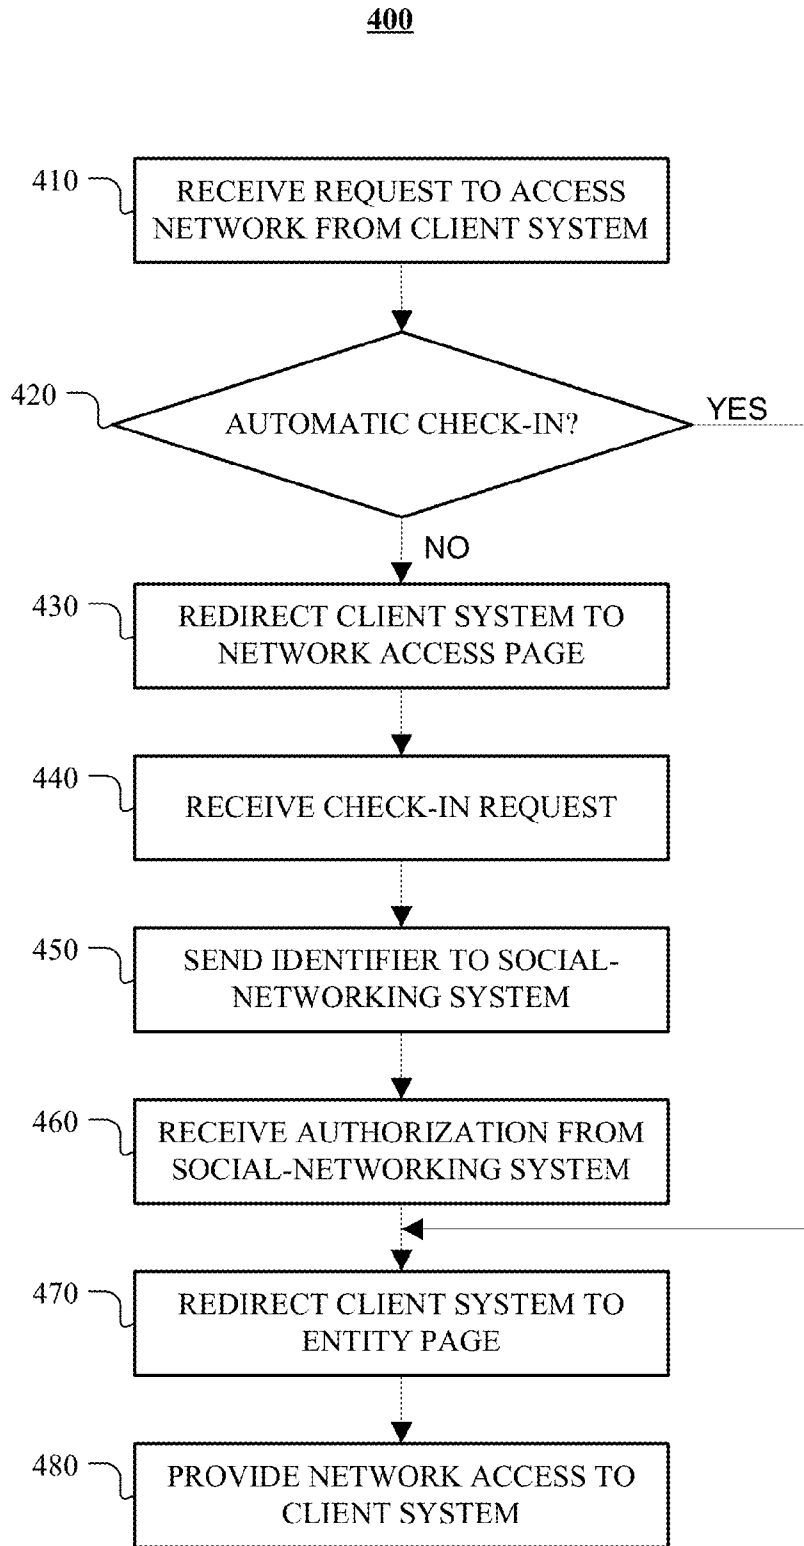 400
410
RECEIVE REQUEST TO ACCESS
NETWORK FROM CLIENT SYSTEM
420
AUTOMATIC CHECK-IN?
YES
NO
430
REDIRECT CLIENT SYSTEM TO
NETWORK ACCESS PAGE
440
RECEIVE CHECK-IN REQUEST
450
SEND IDENTIFIER TO SOCIAL-
NETWORKING SYSTEM
460
RECEIVE AUTHORIZATION FROM
SOCIAL-NETWORKING SYSTEM
470
REDIRECT CLIENT SYSTEM TO
ENTITY PAGE
480
PROVIDE NETWORK ACCESS TO
CLIENT SYSTEM